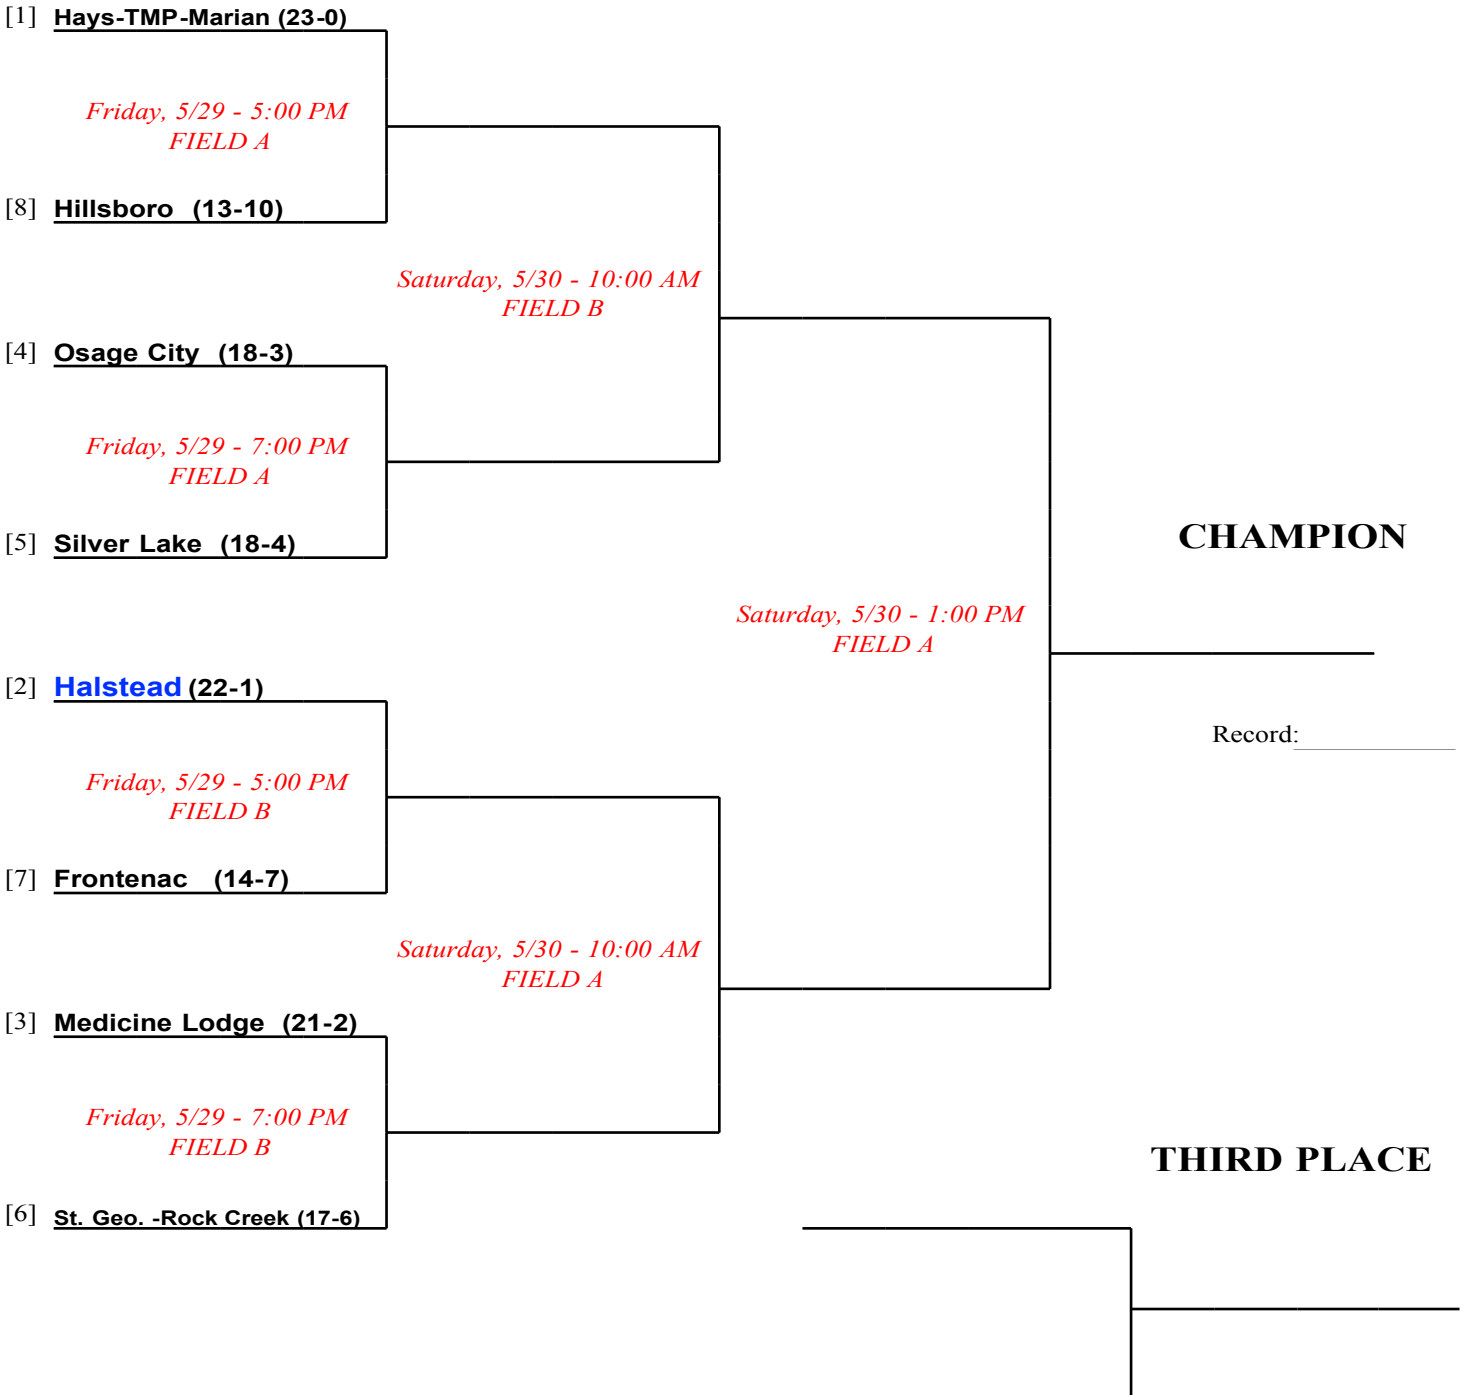 [1] Hays-TMP-Marian (23-0)
Friday, 5/29 - 5:00 PM
FIELD A
[8] Hillsboro (13-10)
Saturday, 5/30 - 10:00 AM
FIELD B
[4] Osage City (18-3)
Friday, 5/29 - 7:00 PM
FIELD A
[5] Silver Lake (18-4)
CHAMPION
Saturday, 5/30 - 1:00 PM
FIELD A
[2] Halstead (22-1)
Record:
Friday, 5/29 - 5:00 PM
FIELD B
[7] Frontenac (14-7)
Saturday, 5/30 - 10:00 AM
FIELD A
[3] Medicine Lodge (21-2)
Friday, 5/29 - 7:00 PM
FIELD B
THIRD PLACE
[6] St. Geo. -Rock Creek (17-6)